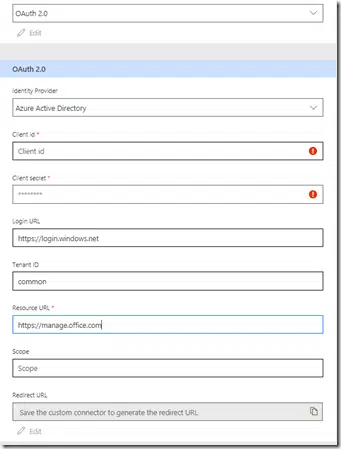 OAuth 2.0
Edit
OAuth 2.0
Identity Provider
Azure Active Directory
Client id *
Client id
Client secret *
********
Login URL
https://login.windows.net
Tenant ID
common
Resource URL *
https://manage.office.com
Scope
Scope
Redirect URL
Save the custom connector to generate the redirect URL
Edit